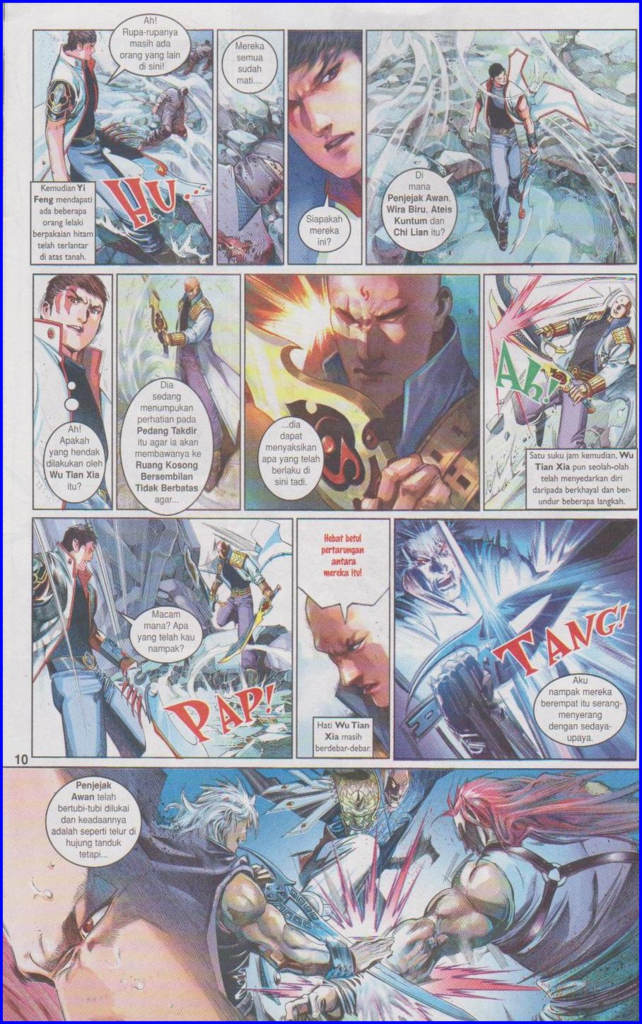 Ah!
Rupa-rupanya
masih ada
orang yang lain
di sini!
Kemudian Yi
Feng mendapati
ada beberapa
orang lelaki
berpakaian hitam
telah terlantar
di atas tanah.
HU...
Mereka
semua
sudah
mati....
Siapakah
mereka
ini?
Di
mana
Penjejak Awan,
Wira Biru, Ateis
Kuntum dan
Chi Lian itu?
Ah!
Apakah
yang hendak
dilakukan oleh
Wu Tian Xia
itu?
Dia
sedang
menumpukan
perhatian pada
Pedang Takdir
itu agar ia akan
membawanya ke
Ruang Kosong
Bersembilan
Tidak Berbatas
agar...
...dia
dapat
menyaksikan
apa yang telah
berlaku di
sini tadi.
Ah!
Satu suku jam kemudian, Wu
Tian Xia pun seolah-olah
telah menyedarkan diri
daripada berkhayal dan ber-
undur beberapa langkah.
Macam
mana? Apa
yang telah kau
nampak?
PAP!
Hebat betul
pertarungan
antara
mereka itu!
Hati Wu Tian
Xia masih
berdebar-debar.
TANG!
Aku
nampak mereka
berempat itu serang-
menyerang
dengan sedaya-
upaya.
10
Penjejak
Awan telah
bertubi-tubi dilukai
dan keadaannya
adalah seperti telur di
hujung tanduk
tetapi...